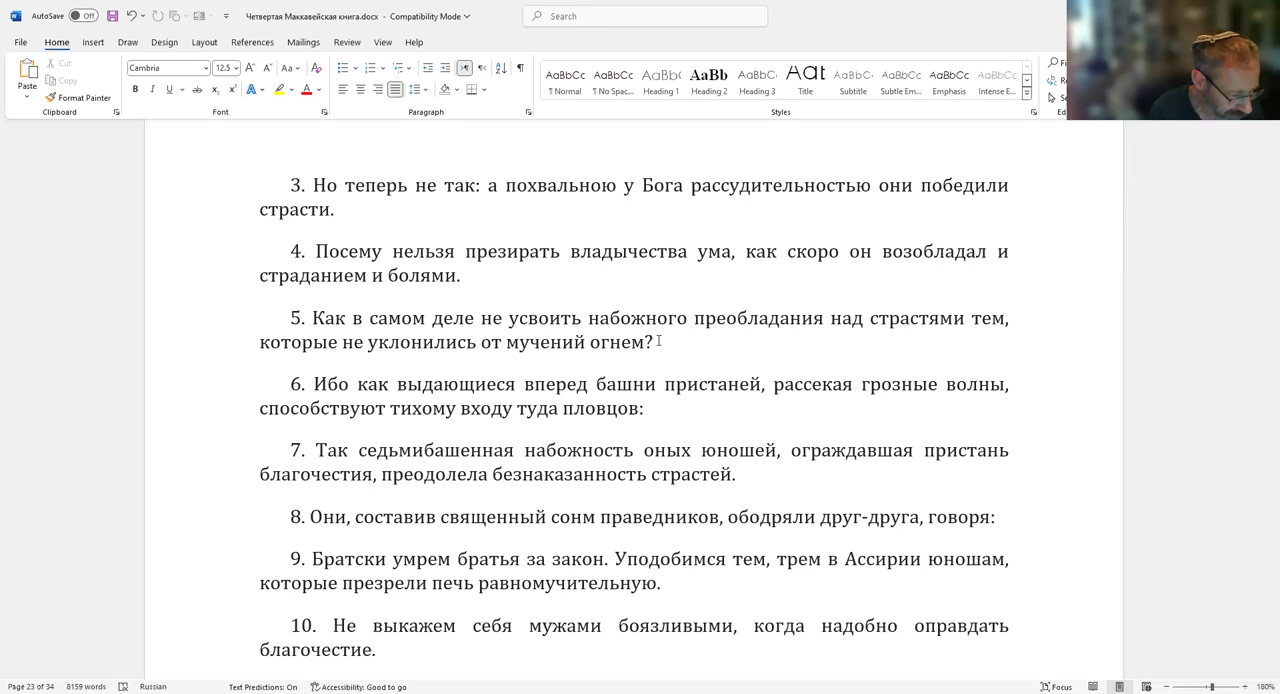 AutoSave Off Четвертая Маккавейская книга.docx - Compatibility Mode Search
File Home Insert Draw Design Layout References Mailings Review View Help
Paste Cut Copy Format Painter Cambria 12.5
AaBbCc AaBbCc AaBbC AaBb AaBbC AaBbCc AaBbCc AaBbCc AaBbCc
¶ Normal ¶ No Spac... Heading 1 Heading 2 Heading 3 Title Subtitle Subtle Em... Emphasis Intense E...
Clipboard Font Paragraph Styles
3. Но теперь не так: а похвальною у Бога рассудительностью они победили
страсти.
4. Посему нельзя презирать владычества ума, как скоро он возобладал и
страданием и болями.
5. Как в самом деле не усвоить набожного преобладания над страстями тем,
которые не уклонились от мучений огнем?
6. Ибо как выдающиеся вперед башни пристаней, рассекая грозные волны,
способствуют тихому входу туда пловцов:
7. Так седьмибашенная набожность оных юношей, ограждавшая пристань
благочестия, преодолела безнаказанность страстей.
8. Они, составив священный сонм праведников, ободряли друг-друга, говоря:
9. Братски умрем братья за закон. Уподобимся тем, трем в Ассирии юношам,
которые презрели печь равномучительную.
10. Не выкажем себя мужами боязливыми, когда надобно оправдать
благочестие.
Page 23 of 34 8159 words Russian Text Predictions: On Accessibility: Good to go Focus 180%